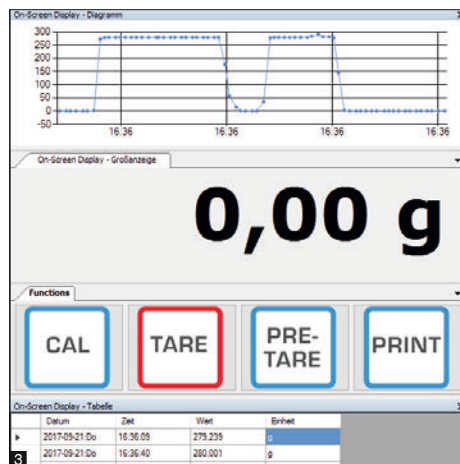 On-Screen Display - Diagramm
300
250
200
150
100
50
0
-50
16:36 16:36 16:36 16:36
On-Screen Display - Großanzeige
0,00 g
Functions
CAL TARE PRE-TARE PRINT
On-Screen Display - Tabelle
Datum Zeit Wert Einheit
2017-09-21:Do 16:36:09 279.239 g
2017-09-21:Do 16:36:40 280.001 g
3